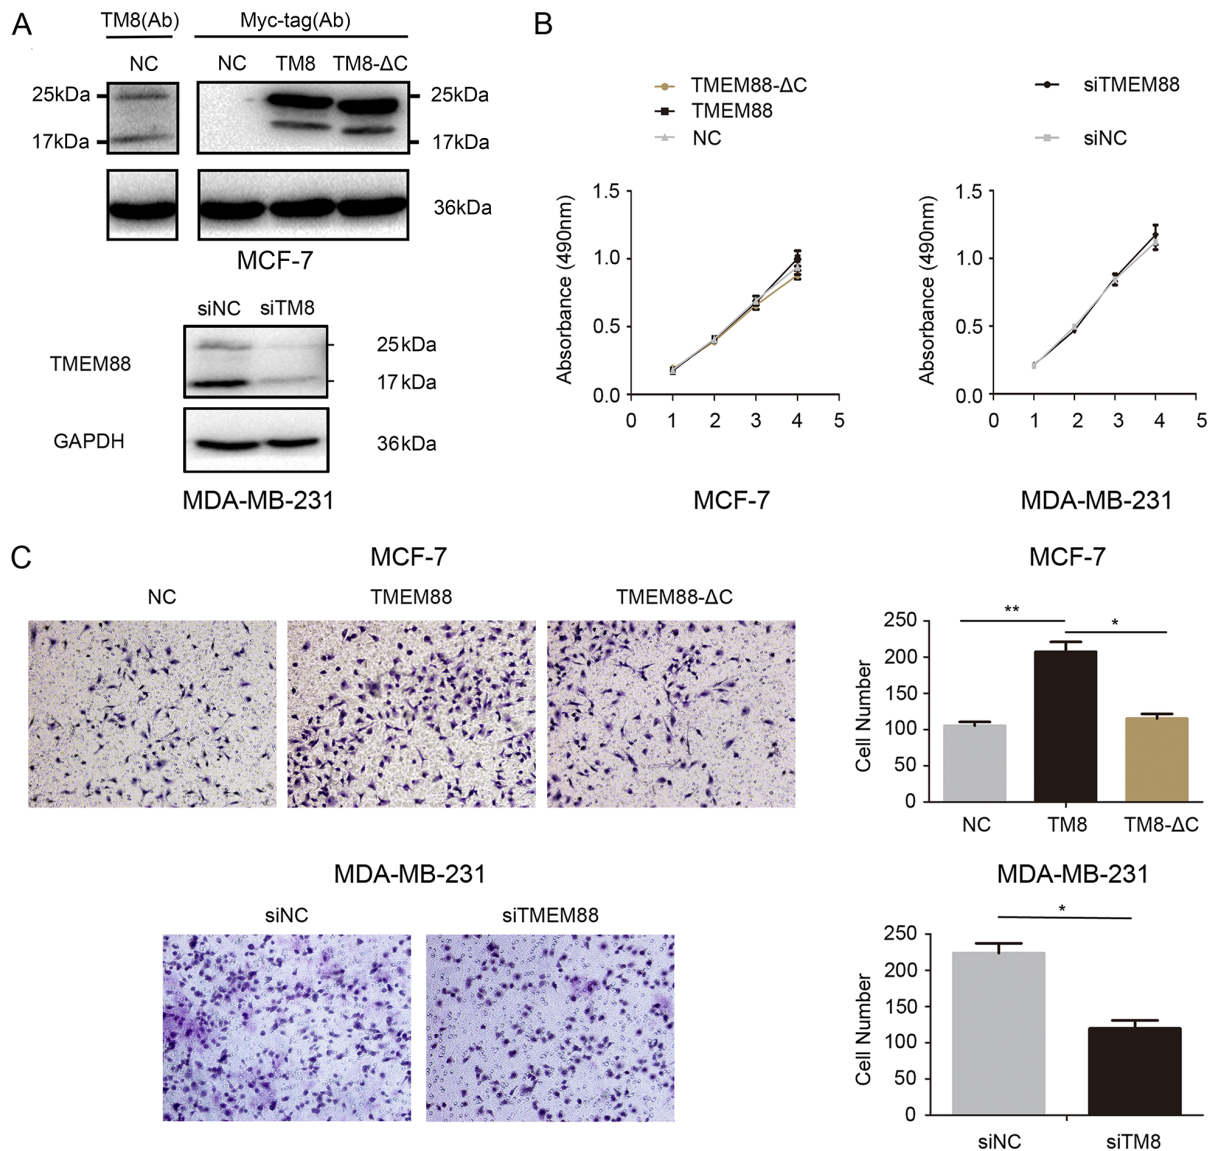 A
TM8(Ab) Myc-tag(Ab)
NC NC TM8 TM8-ΔC
25kDa 25kDa
17kDa 17kDa
36kDa
MCF-7
siNC siTM8
TMEM88 25kDa
17kDa
GAPDH 36kDa
MDA-MB-231
B
TMEM88-ΔC
TMEM88
NC
siTMEM88
siNC
Absorbance (490nm)
1.5
1.0
0.5
0.0
0 1 2 3 4 5
MCF-7
Absorbance (490nm)
1.5
1.0
0.5
0.0
0 1 2 3 4 5
MDA-MB-231
C
MCF-7
NC TMEM88 TMEM88-ΔC
MCF-7
** *
Cell Number
250
200
150
100
50
0
NC TM8 TM8-ΔC
MDA-MB-231
siNC siTMEM88
MDA-MB-231
*
Cell Number
250
200
150
100
50
0
siNC siTM8